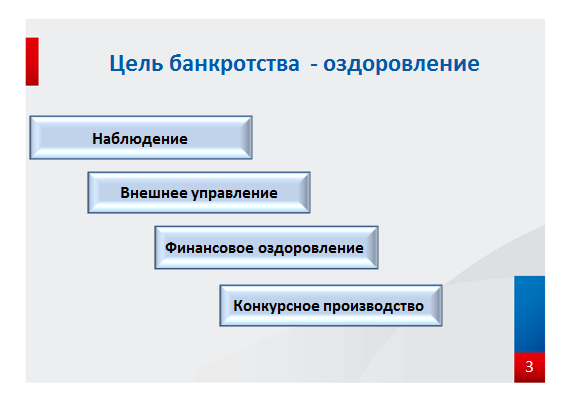 Цель банкротства - оздоровление
Наблюдение
Внешнее управление
Финансовое оздоровление
Конкурсное производство
3